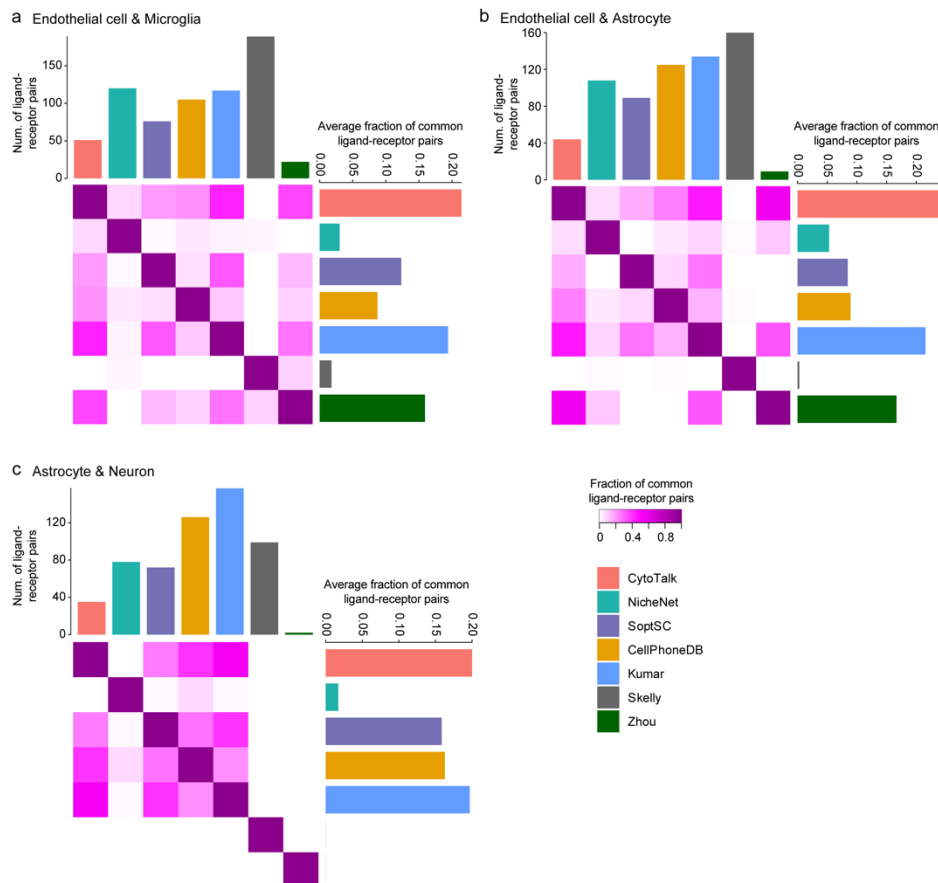 a Endothelial cell & Microglia
Num. of ligand-
receptor pairs
150
100
50
0
Average fraction of common
ligand-receptor pairs
0.00
0.05
0.10
0.15
0.20
b Endothelial cell & Astrocyte
Num. of ligand-
receptor pairs
160
120
80
40
0
Average fraction of common
ligand-receptor pairs
0.00
0.05
0.10
0.15
0.20
c Astrocyte & Neuron
Num. of ligand-
receptor pairs
120
80
40
0
Average fraction of common
ligand-receptor pairs
0.00
0.05
0.10
0.15
0.20
Fraction of common
ligand-receptor pairs
0 0.4 0.8
CytoTalk
NicheNet
SoptSC
CellPhoneDB
Kumar
Skelly
Zhou